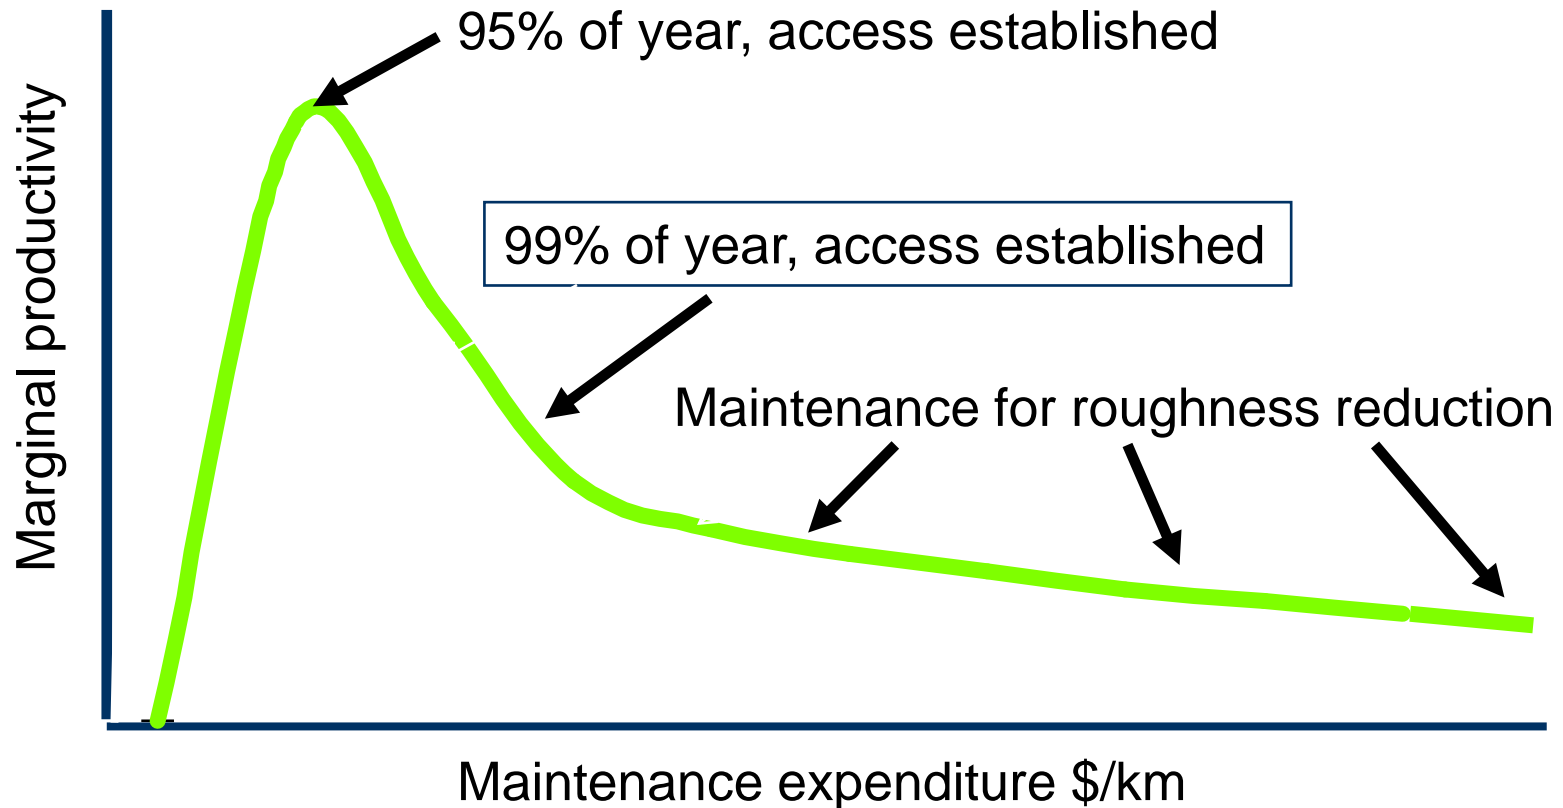 95% of year, access established
Marginal productivity
99% of year, access established
Maintenance for roughness reduction
Maintenance expenditure $/km